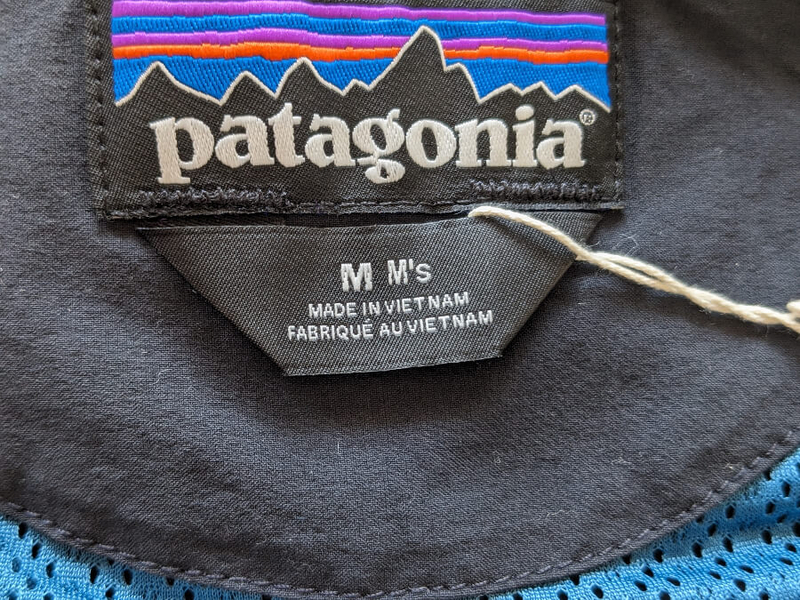 patagonia®
M M's
MADE IN VIETNAM
FABRIQUÉ AU VIETNAM